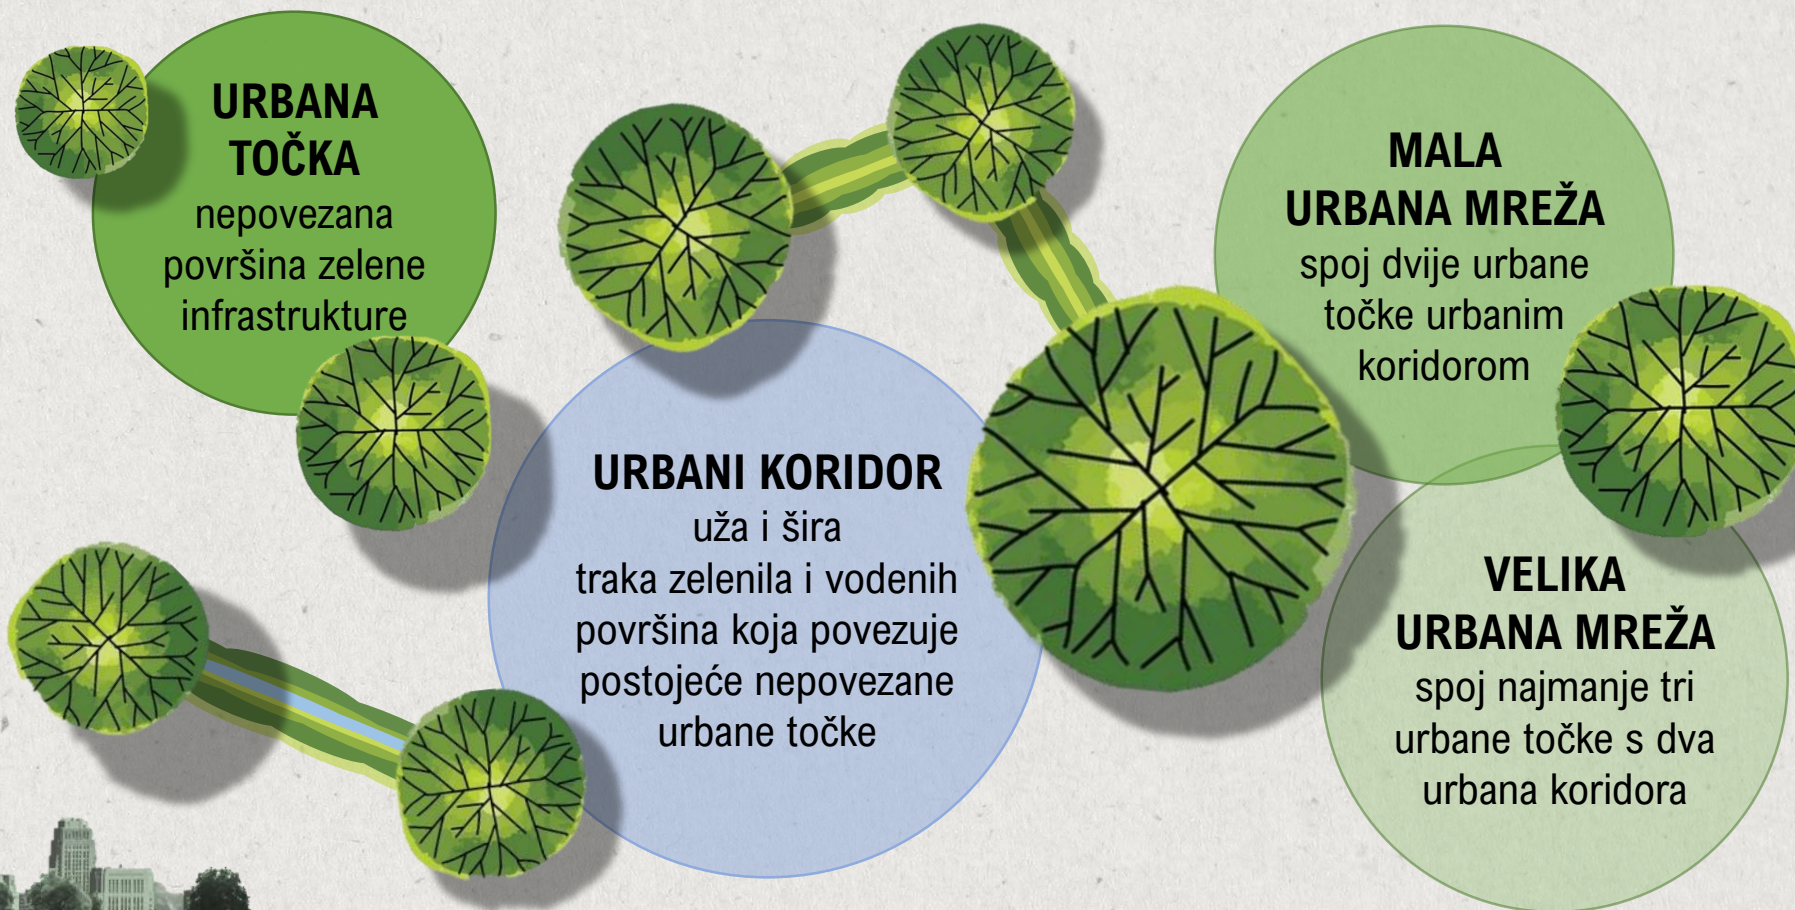 URBANA
TOČKA
nepovezana
površina zelene
infrastrukture
URBANI KORIDOR
uža i šira
traka zelenila i vodenih
površina koja povezuje
postojeće nepovezane
urbane točke
MALA
URBANA MREŽA
spoj dvije urbane
točke urbanim
koridorom
VELIKA
URBANA MREŽA
spoj najmanje tri
urbane točke s dva
urbana koridora